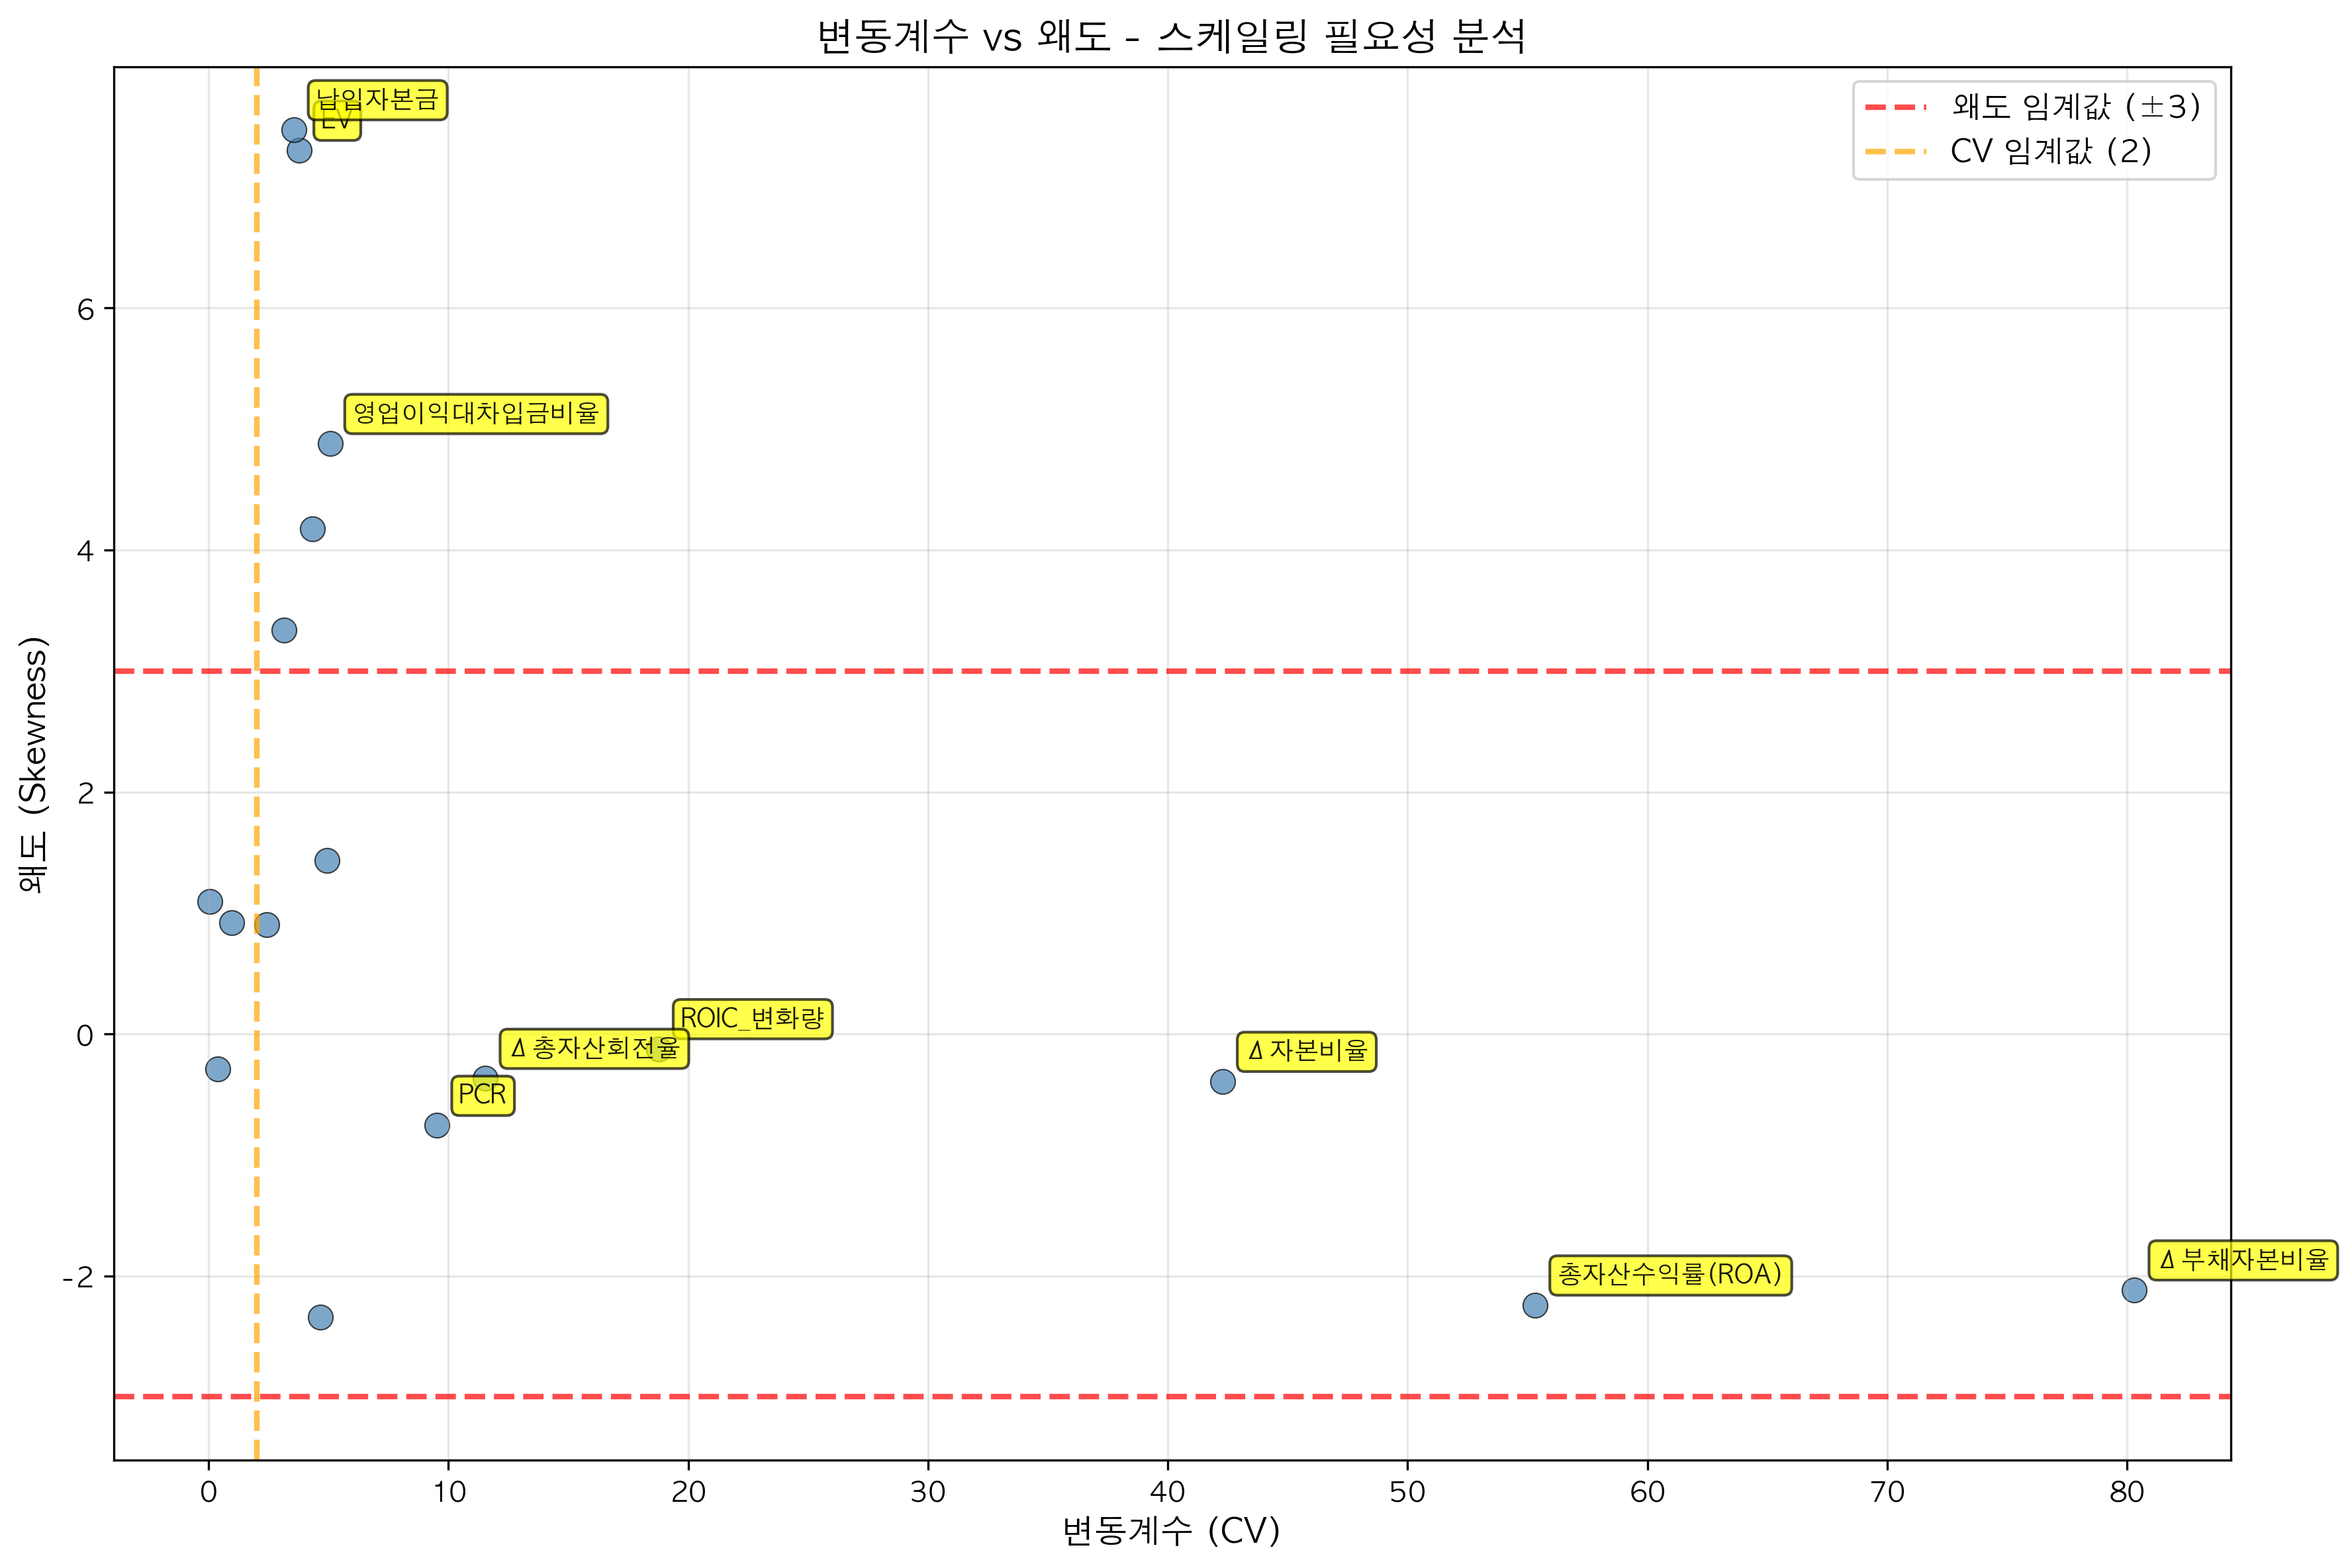 변동계수 vs 왜도 - 스케일링 필요성 분석
왜도 임계값 (±3)
CV 임계값 (2)
납입자본금
EV
영업이익대차입금비율
ROIC_변화량
Δ총자산회전율
Δ자본비율
PCR
Δ부채자본비율
총자산수익률(ROA)
왜도 (Skewness)
6
4
2
0
-2
0 10 20 30 40 50 60 70 80
변동계수 (CV)